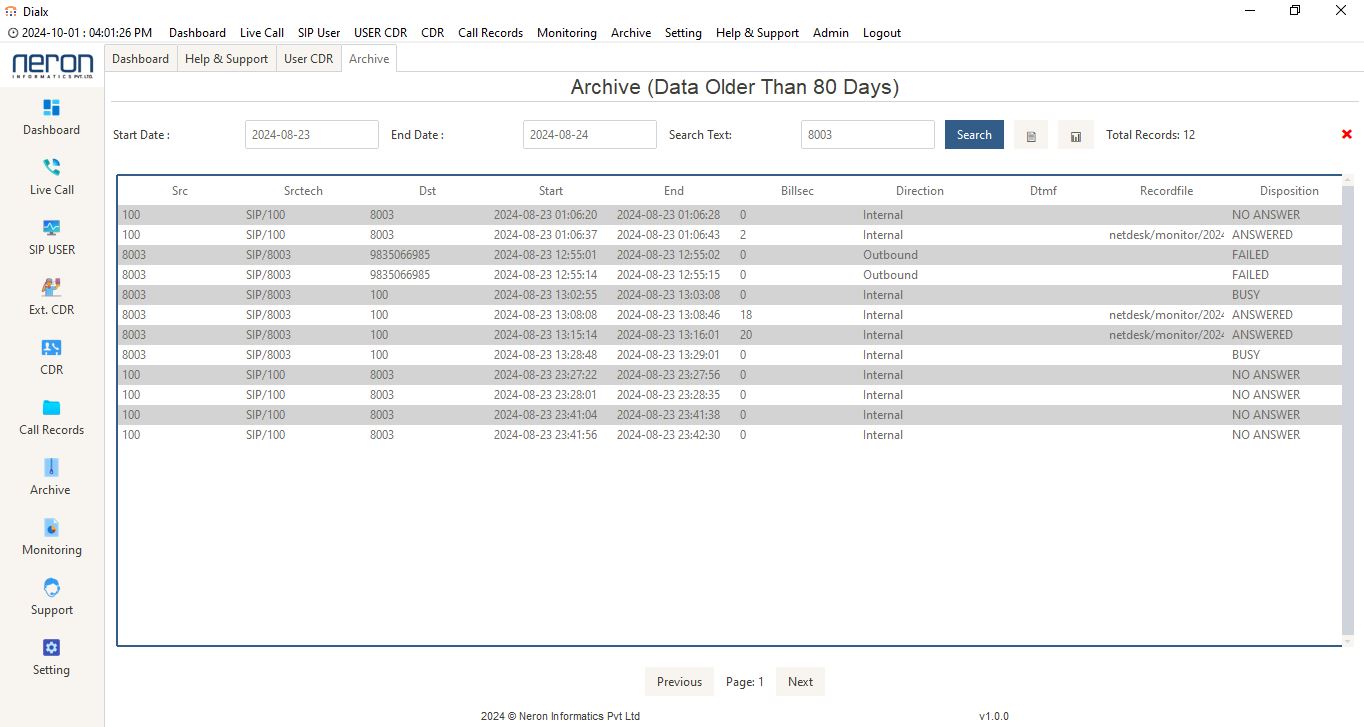 Dialx
2024-10-01 : 04:01:26 PM Dashboard Live Call SIP User USER CDR CDR Call Records Monitoring Archive Setting Help & Support Admin Logout
neron
INFORMATICS PVT. LTD.
Dashboard Help & Support User CDR Archive
Archive (Data Older Than 80 Days)
Start Date : 2024-08-23 End Date : 2024-08-24 Search Text: 8003 Search Total Records: 12
Dashboard
Live Call
SIP USER
Ext. CDR
CDR
Call Records
Archive
Monitoring
Support
Setting
Src Srctech Dst Start End Billsec Direction Dtmf Recordfile Disposition
100 SIP/100 8003 2024-08-23 01:06:20 2024-08-23 01:06:28 0 Internal NO ANSWER
100 SIP/100 8003 2024-08-23 01:06:37 2024-08-23 01:06:43 2 Internal netdesk/monitor/2024 ANSWERED
8003 SIP/8003 9835066985 2024-08-23 12:55:01 2024-08-23 12:55:02 0 Outbound FAILED
8003 SIP/8003 9835066985 2024-08-23 12:55:14 2024-08-23 12:55:15 0 Outbound FAILED
8003 SIP/8003 100 2024-08-23 13:02:55 2024-08-23 13:03:08 0 Internal BUSY
8003 SIP/8003 100 2024-08-23 13:08:08 2024-08-23 13:08:46 18 Internal netdesk/monitor/2024 ANSWERED
8003 SIP/8003 100 2024-08-23 13:15:14 2024-08-23 13:16:01 20 Internal netdesk/monitor/2024 ANSWERED
8003 SIP/8003 100 2024-08-23 13:28:48 2024-08-23 13:29:01 0 Internal BUSY
100 SIP/100 8003 2024-08-23 23:27:22 2024-08-23 23:27:56 0 Internal NO ANSWER
100 SIP/100 8003 2024-08-23 23:28:01 2024-08-23 23:28:35 0 Internal NO ANSWER
100 SIP/100 8003 2024-08-23 23:41:04 2024-08-23 23:41:38 0 Internal NO ANSWER
100 SIP/100 8003 2024-08-23 23:41:56 2024-08-23 23:42:30 0 Internal NO ANSWER
Previous Page: 1 Next
2024 © Neron Informatics Pvt Ltd v1.0.0